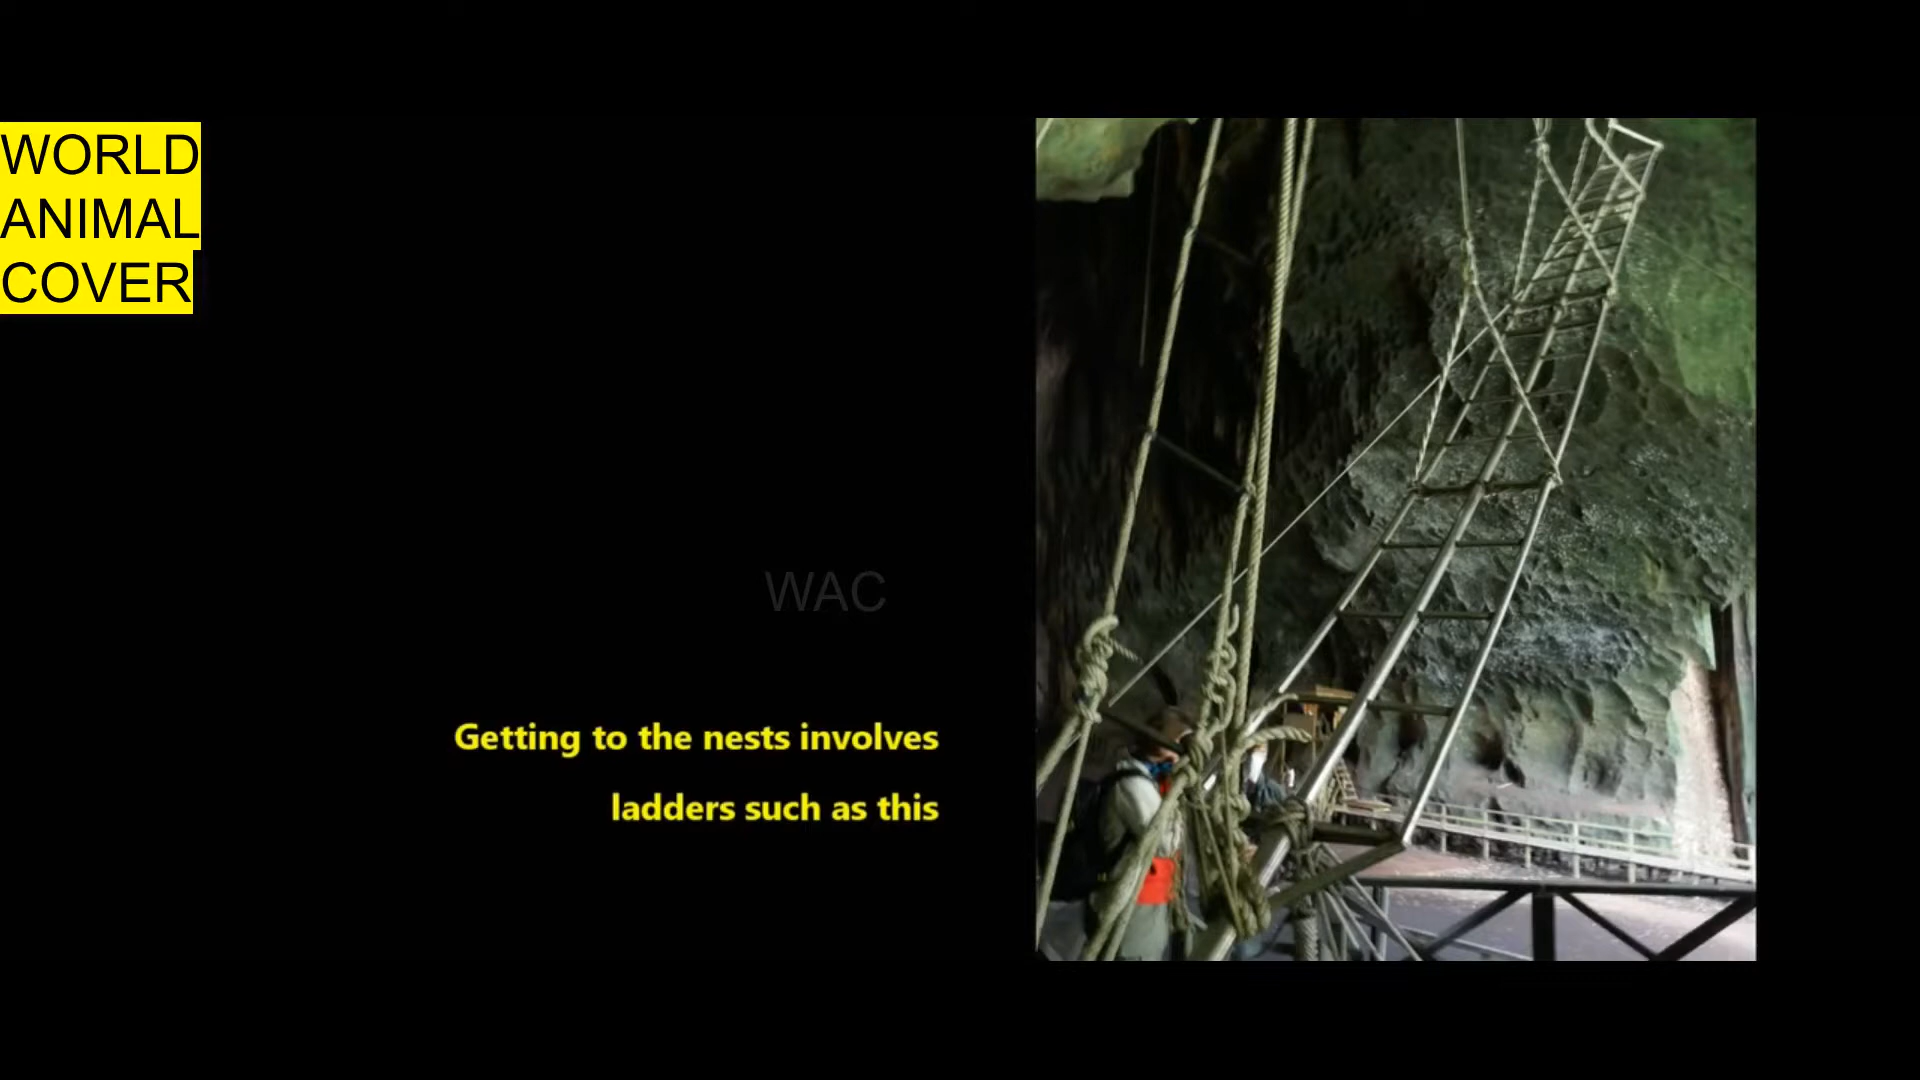 WORLD
ANIMAL
COVER
WAC
Getting to the nests involves
ladders such as this